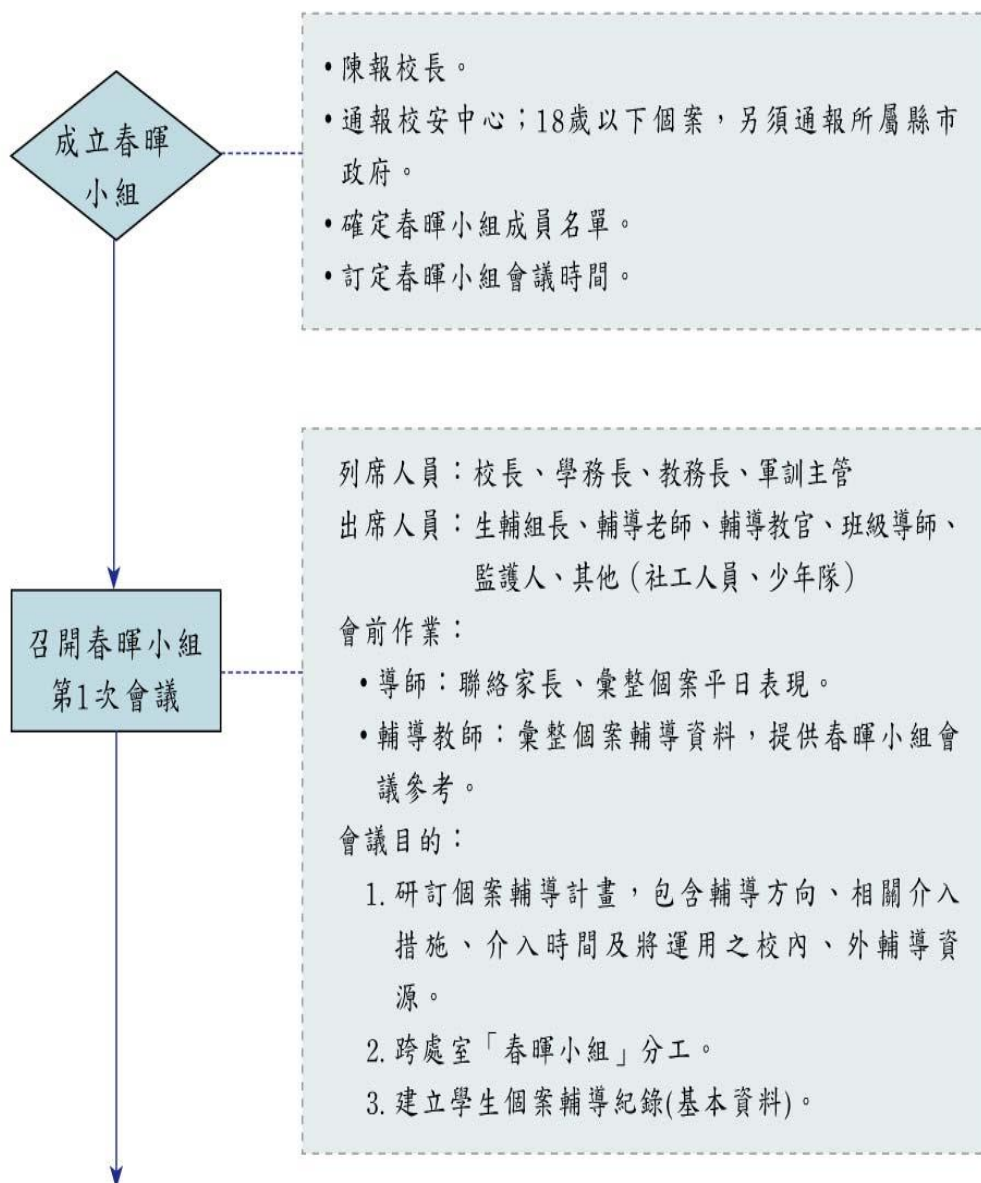 成立春暉
小組
•陳報校長。
•通報校安中心；18歲以下個案，另須通報所屬縣市
政府。
•確定春暉小組成員名單。
•訂定春暉小組會議時間。
召開春暉小組
第1次會議
列席人員：校長、學務長、教務長、軍訓主管
出席人員：生輔組長、輔導老師、輔導教官、班級導師、
監護人、其他（社工人員、少年隊）
會前作業：
•導師：聯絡家長、彙整個案平日表現。
•輔導教師：彙整個案輔導資料，提供春暉小組會
議參考。
會議目的：
1. 研訂個案輔導計畫，包含輔導方向、相關介入
措施、介入時間及將運用之校內、外輔導資
源。
2. 跨處室「春暉小組」分工。
3. 建立學生個案輔導紀錄(基本資料)。